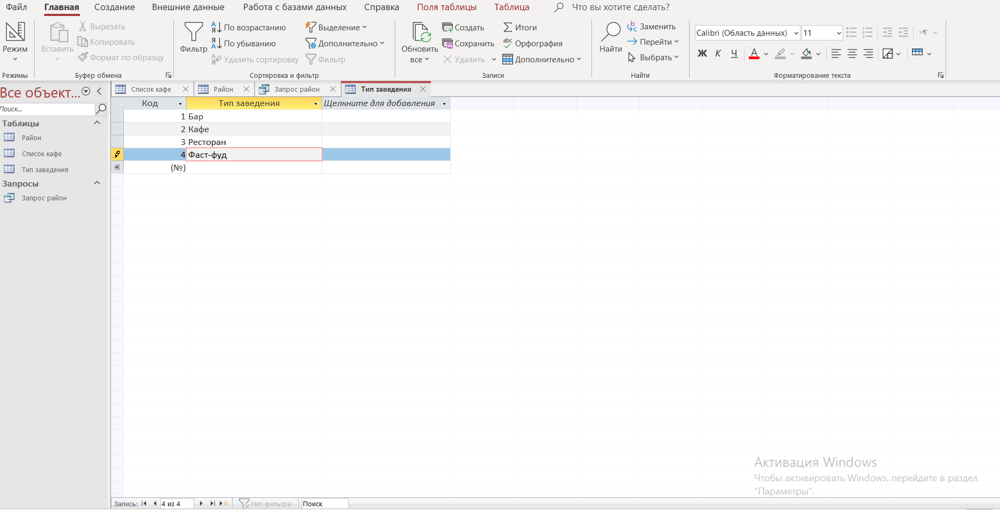 Файл Главная Создание Внешние данные Работа с базами данных Справка Поля таблицы Таблица Что вы хотите сделать?
Режим
Режимы
Вставить
Вырезать
Копировать
Формат по образцу
Буфер обмена
Фильтр
По возрастанию
По убыванию
Удалить сортировку
Выделение
Дополнительно
Фильтр
Сортировка и фильтр
Обновить
все
Создать
Сохранить
Удалить
Итоги
Орфография
Дополнительно
Записи
Найти
Заменить
Перейти
Выбрать
Найти
Calibri (Область данных) 11
Ж К Ч А
Форматирование текста
Все объект...
Поиск...
Таблицы
Район
Список кафе
Тип заведения
Запросы
Запрос район
Список кафе Район Запрос район Тип заведения
Код Тип заведения Щелкните для добавления
1 Бар
2 Кафе
3 Ресторан
4 Фаст-фуд
(№)
Активация Windows
Чтобы активировать Windows, перейдите в раздел
"Параметры".
Запись: 4 из 4 Нет фильтра Поиск